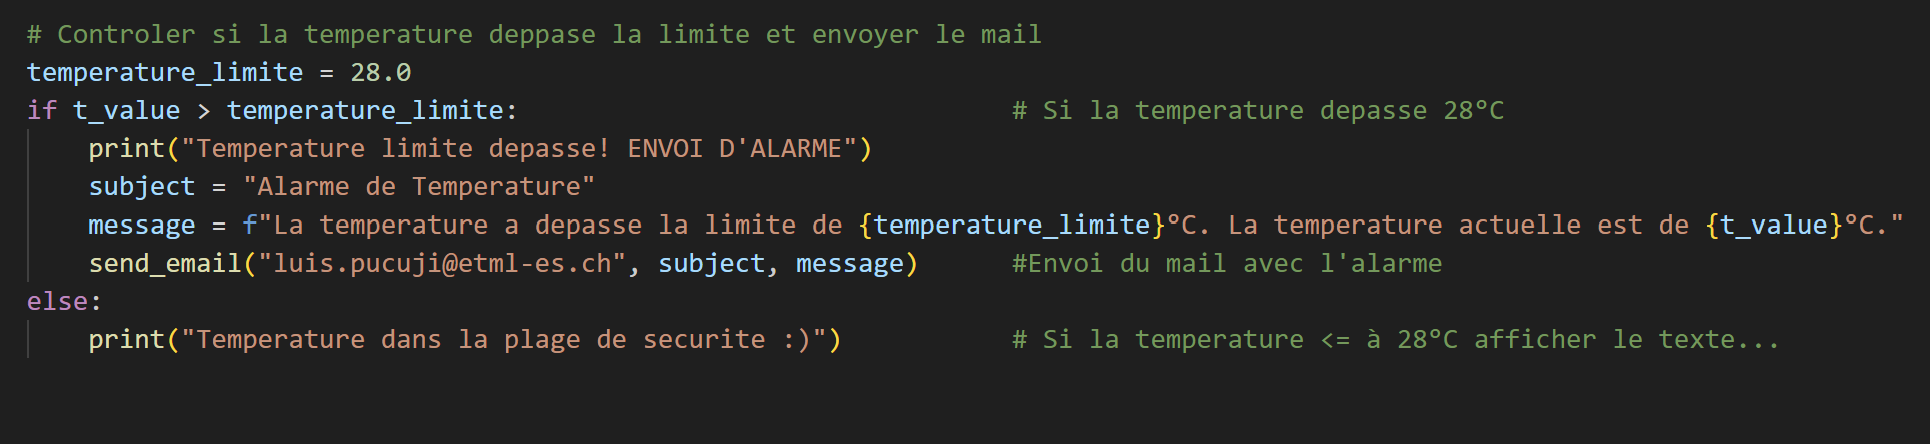 # Controler si la temperature deppase la limite et envoyer le mail
temperature_limite = 28.0
if t_value > temperature_limite:                                # Si la temperature depasse 28°C
    print("Temperature limite depasse! ENVOI D'ALARME")
    subject = "Alarme de Temperature"
    message = f"La temperature a depasse la limite de {temperature_limite}°C. La temperature actuelle est de {t_value}°C."
    send_email("luis.pucuji@etml-es.ch", subject, message)      #Envoi du mail avec l'alarme
else:
    print("Temperature dans la plage de securite :)")           # Si la temperature <= à 28°C afficher le texte...